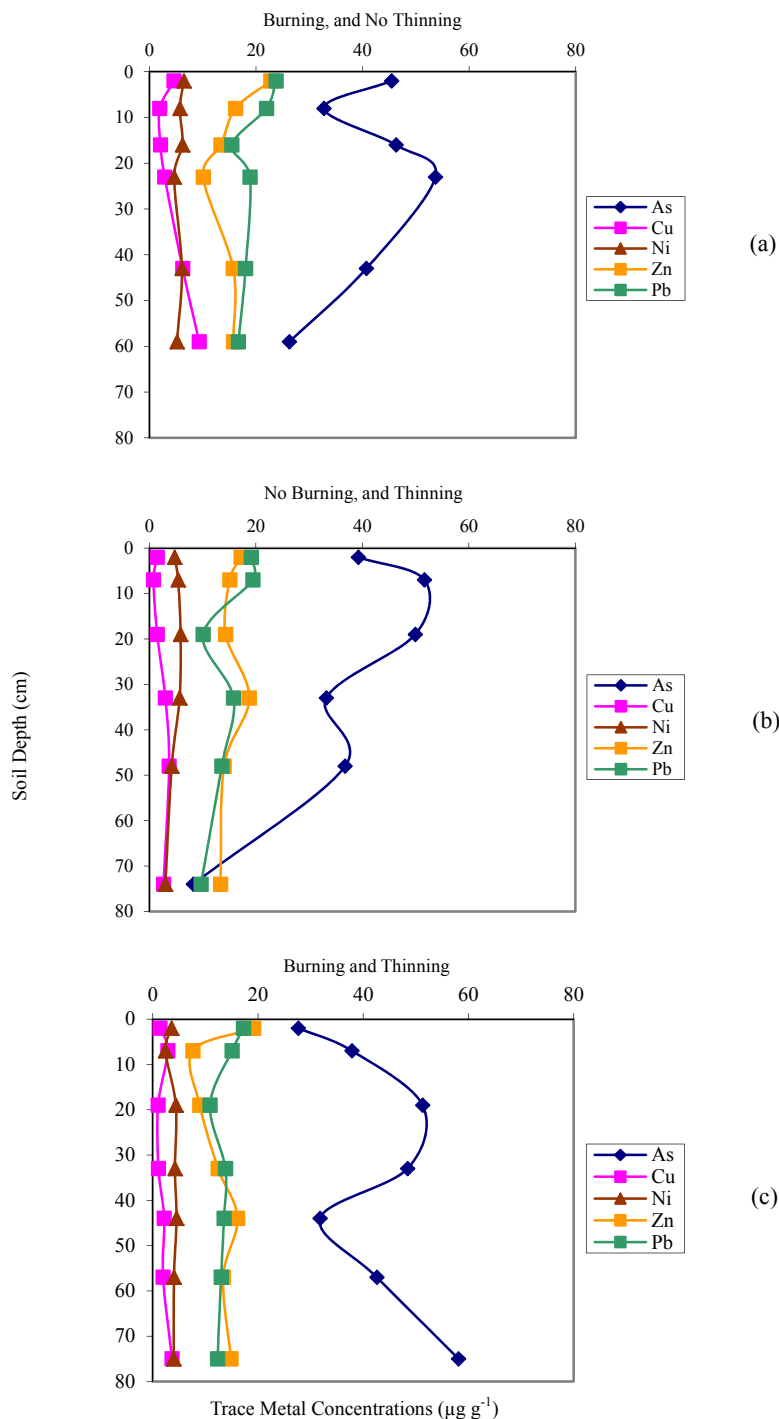 Burning, and No Thinning
0 20 40 60 80
0
10
20
30
40
50
60
70
80
As
Cu
Ni
Zn
Pb
(a)
No Burning, and Thinning
0 20 40 60 80
0
10
20
30
40
50
60
70
80
Soil Depth (cm)
As
Cu
Ni
Zn
Pb
(b)
Burning and Thinning
0 20 40 60 80
0
10
20
30
40
50
60
70
80
As
Cu
Ni
Zn
Pb
(c)
Trace Metal Concentrations (µg g⁻¹)